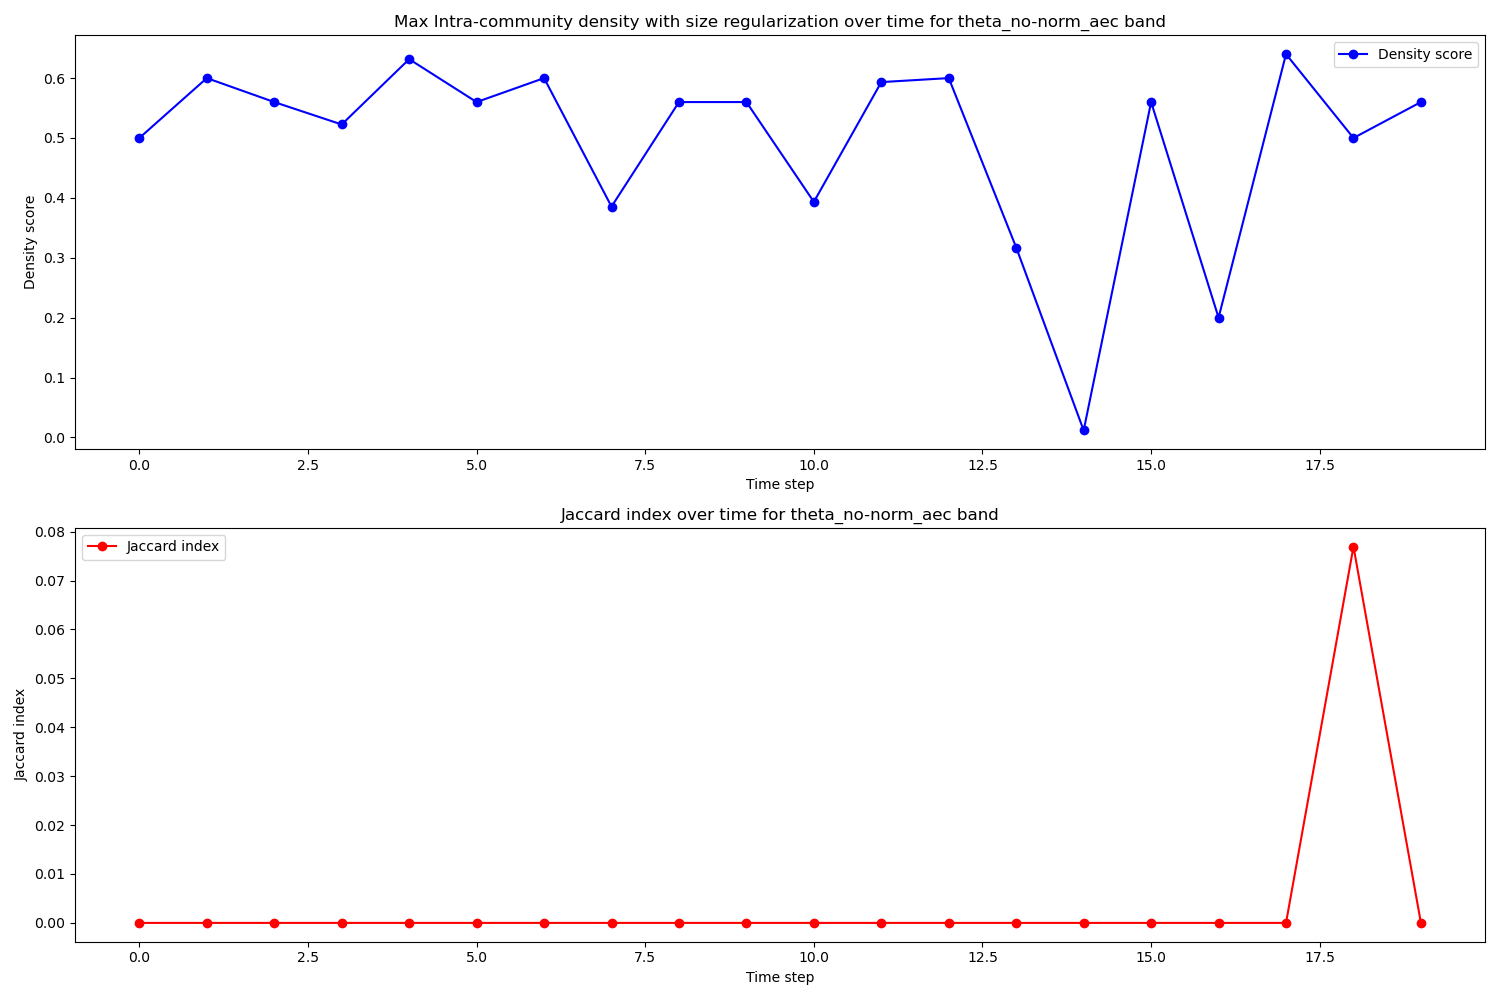 Max Intra-community density with size regularization over time for theta_no-norm_aec band
Density score
0.6
0.5
0.4
0.3
0.2
0.1
0.0
Density score
0.0 2.5 5.0 7.5 10.0 12.5 15.0 17.5
Time step
Jaccard index over time for theta_no-norm_aec band
Jaccard index
0.08
0.07
0.06
0.05
0.04
0.03
0.02
0.01
0.00
Jaccard index
0.0 2.5 5.0 7.5 10.0 12.5 15.0 17.5
Time step